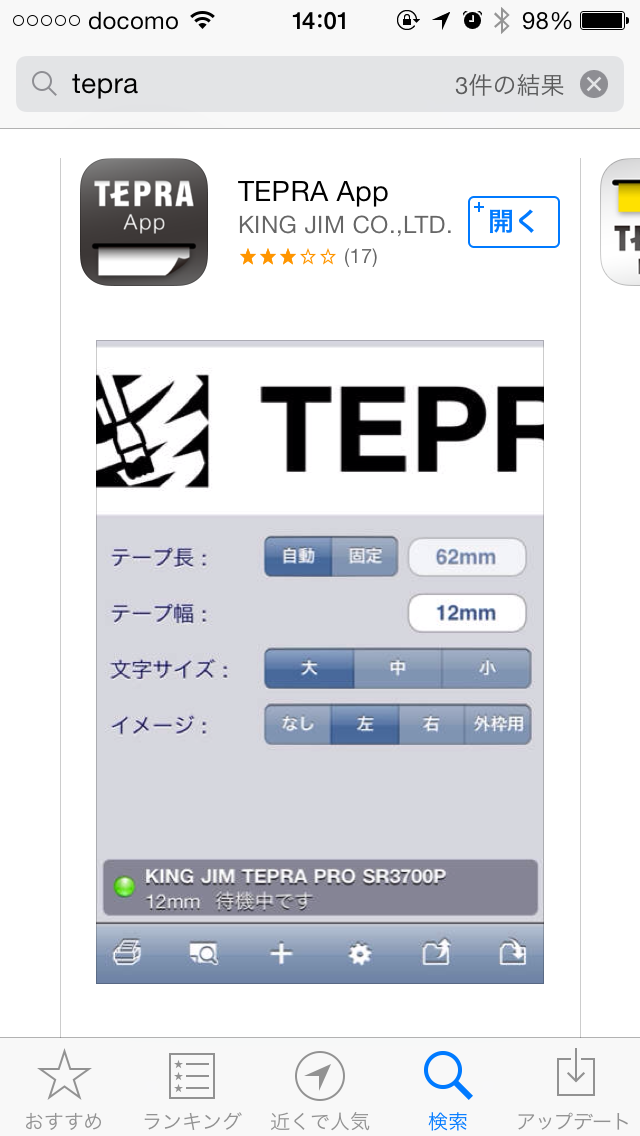 docomo 14:01 98%
tepra 3件の結果
TEPRA
App
TEPRA App
KING JIM CO.,LTD.
(17)
+開く
TEPR
テープ長： 自動 固定 62mm
テープ幅： 12mm
文字サイズ： 大 中 小
イメージ： なし 左 右 外枠用
KING JIM TEPRA PRO SR3700P
12mm 待機中です
おすすめ ランキング 近くで人気 検索 アップデート